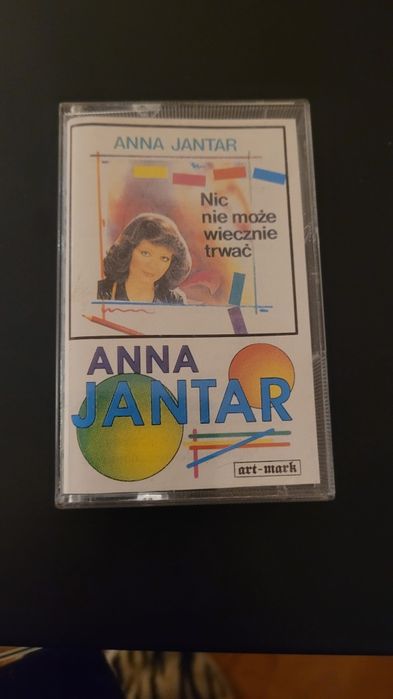 ANNA JANTAR
Nic
nie może
wiecznie
trwać
ANNA
JANTAR
art-mark